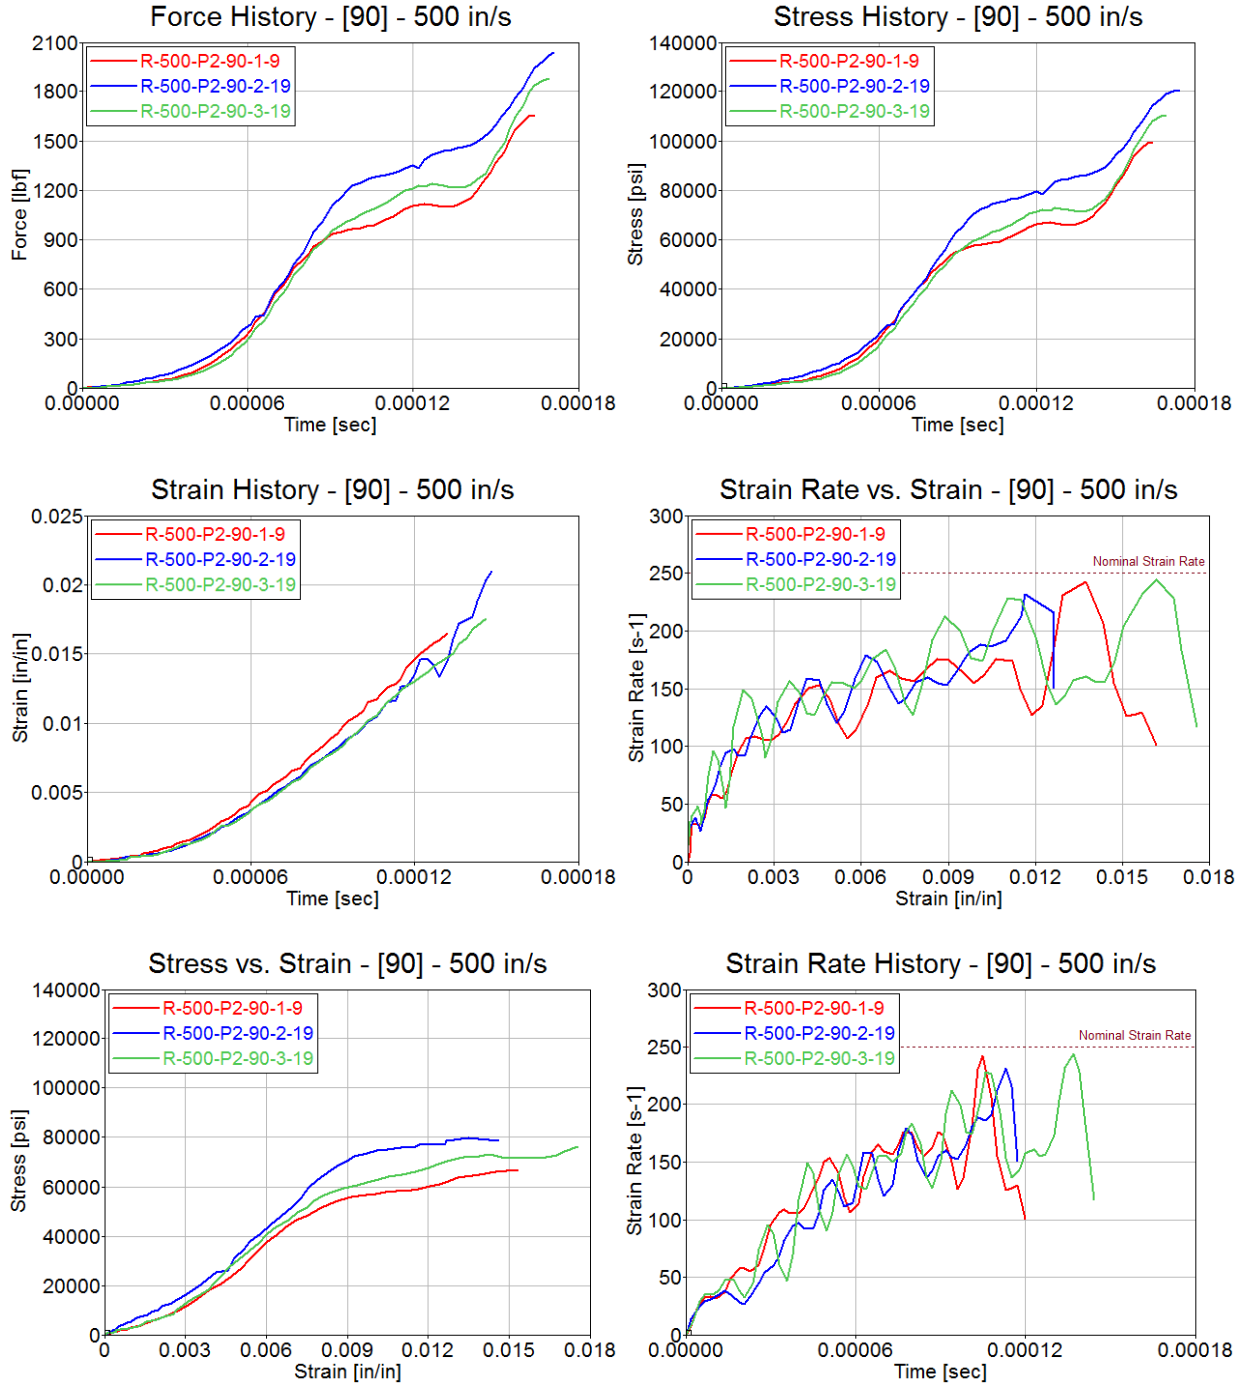 Force History - [90] - 500 in/s
2100
1800
1500
1200
900
600
300
0
R-500-P2-90-1-9
R-500-P2-90-2-19
R-500-P2-90-3-19
Force [lbf]
0.00000
0.00006
0.00012
0.00018
Time [sec]
Stress History - [90] - 500 in/s
140000
120000
100000
80000
60000
40000
20000
0
R-500-P2-90-1-9
R-500-P2-90-2-19
R-500-P2-90-3-19
Stress [psi]
0.00000
0.00006
0.00012
0.00018
Time [sec]
Strain History - [90] - 500 in/s
0.025
0.02
0.015
0.01
0.005
0
R-500-P2-90-1-9
R-500-P2-90-2-19
R-500-P2-90-3-19
Strain [in/in]
0.00000
0.00006
0.00012
0.00018
Time [sec]
Strain Rate vs. Strain - [90] - 500 in/s
300
250
200
150
100
50
0
R-500-P2-90-1-9
R-500-P2-90-2-19
R-500-P2-90-3-19
Nominal Strain Rate
Strain Rate [s-1]
0
0.003
0.006
0.009
0.012
0.015
0.018
Strain [in/in]
Stress vs. Strain - [90] - 500 in/s
140000
120000
100000
80000
60000
40000
20000
0
R-500-P2-90-1-9
R-500-P2-90-2-19
R-500-P2-90-3-19
Stress [psi]
0
0.003
0.006
0.009
0.012
0.015
0.018
Strain [in/in]
Strain Rate History - [90] - 500 in/s
300
250
200
150
100
50
0
R-500-P2-90-1-9
R-500-P2-90-2-19
R-500-P2-90-3-19
Nominal Strain Rate
Strain Rate [s-1]
0.00000
0.00006
0.00012
0.00018
Time [sec]